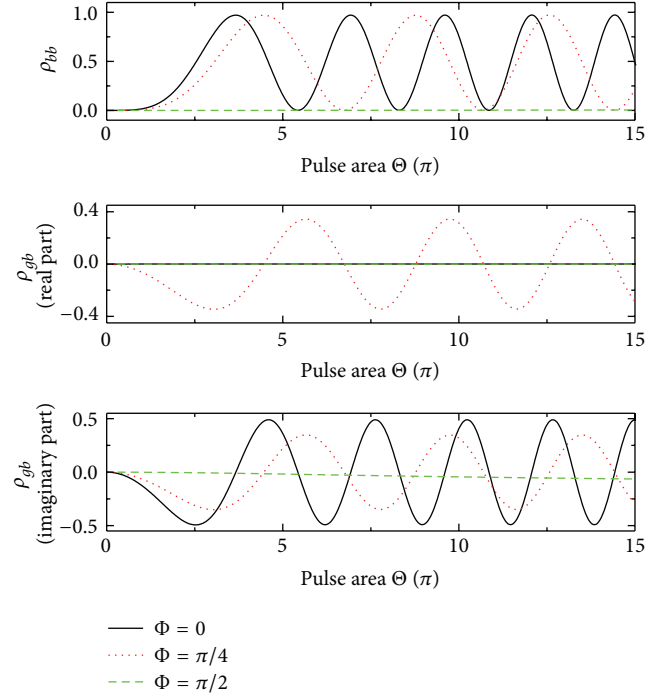 1.0
0.5
0.0
ρbb
0 5 10 15
Pulse area Θ (π)
0.4
0.0
−0.4
ρgb
(real part)
0 5 10 15
Pulse area Θ (π)
0.5
0.0
−0.5
ρgb
(imaginary part)
0 5 10 15
Pulse area Θ (π)
Φ = 0
Φ = π/4
Φ = π/2